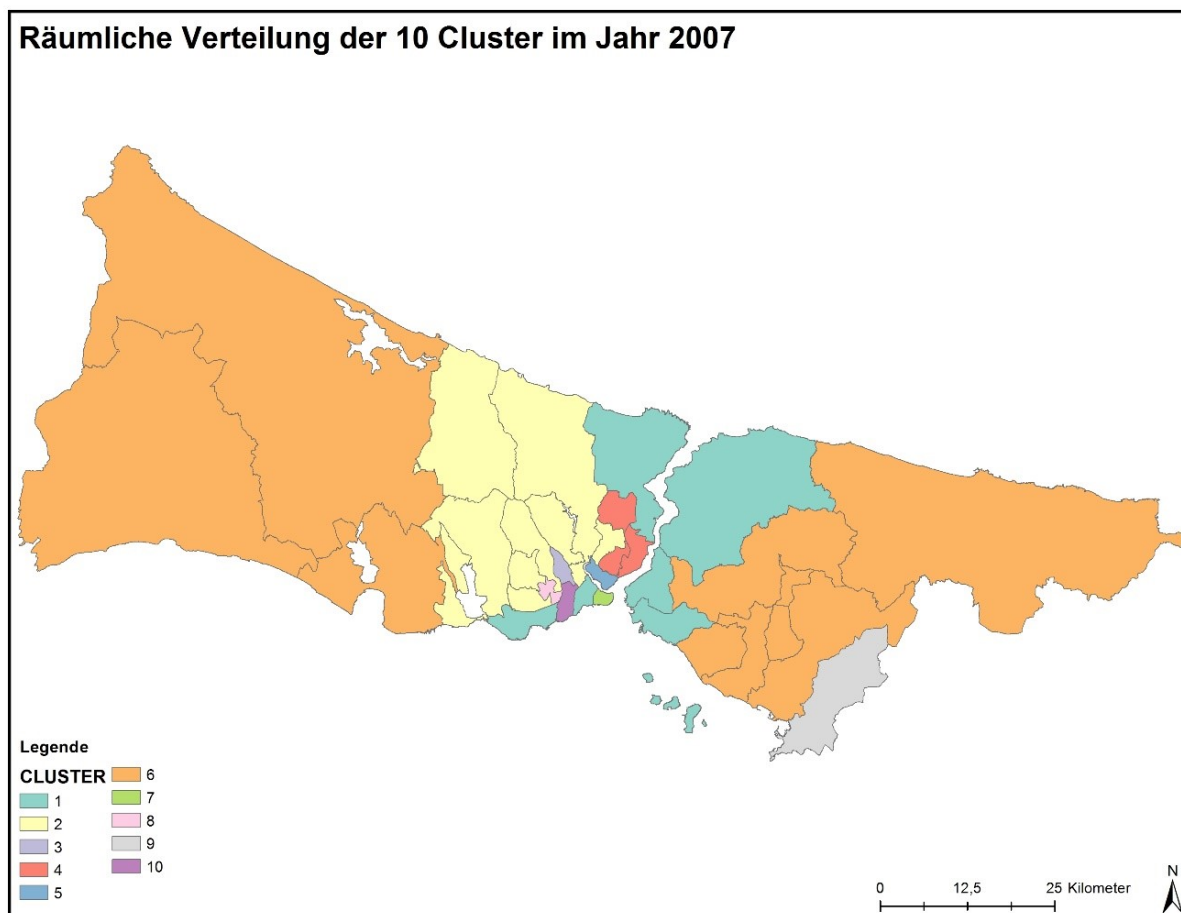 Räumliche Verteilung der 10 Cluster im Jahr 2007
Legende
CLUSTER
1
2
3
4
5
6
7
8
9
10
0 12,5 25 Kilometer
N